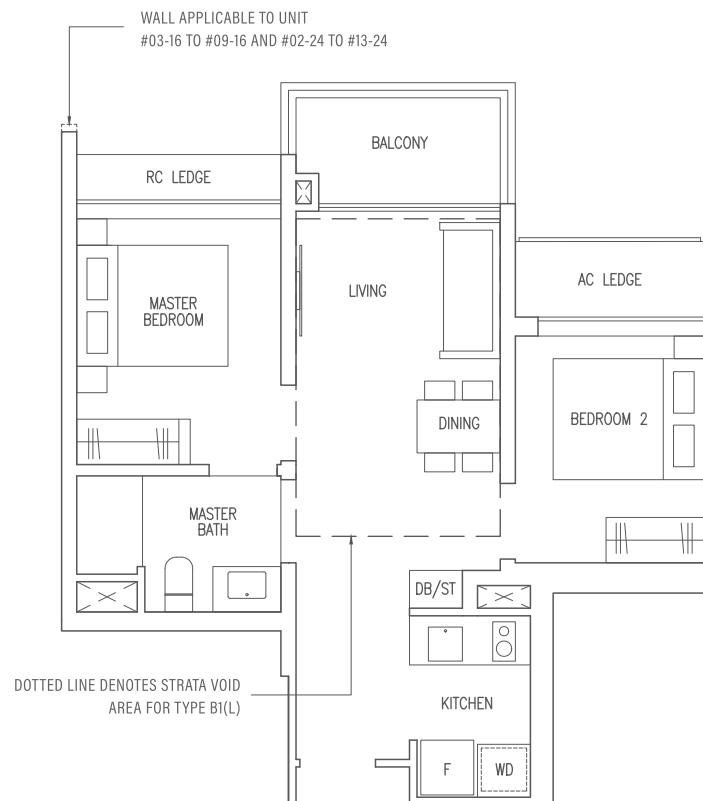 WALL APPLICABLE TO UNIT
#03-16 TO #09-16 AND #02-24 TO #13-24
BALCONY
RC LEDGE
AC LEDGE
LIVING
MASTER
BEDROOM
DINING
BEDROOM 2
MASTER
BATH
DB/ST
DOTTED LINE DENOTES STRATA VOID
AREA FOR TYPE B1(L)
KITCHEN
F
WD